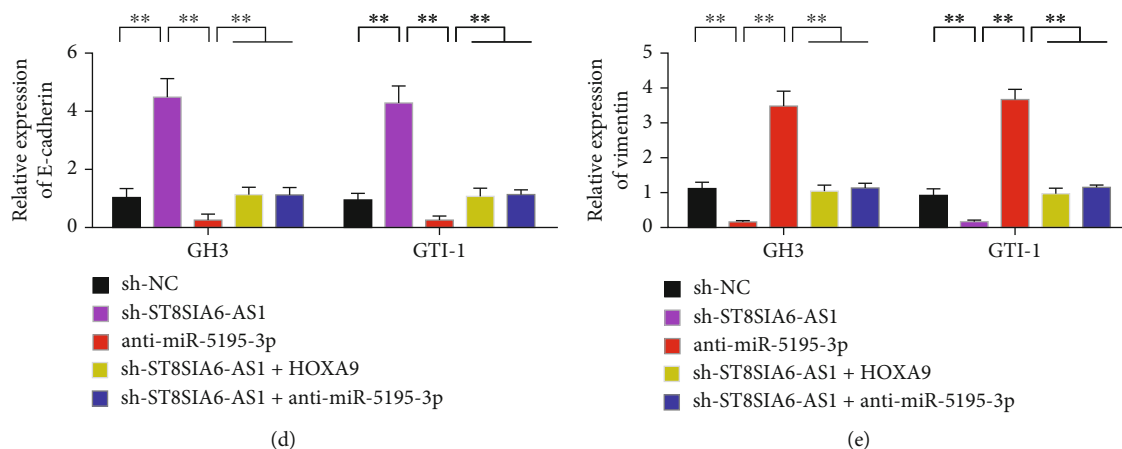 ** ** ** ** ** **
Relative expression
of E-cadherin
6
4
2
0
GH3 GTI-1
sh-NC
sh-ST8SIA6-AS1
anti-miR-5195-3p
sh-ST8SIA6-AS1 + HOXA9
sh-ST8SIA6-AS1 + anti-miR-5195-3p
(d)
** ** ** ** ** **
Relative expression
of vimentin
5
4
3
2
1
0
GH3 GTI-1
sh-NC
sh-ST8SIA6-AS1
anti-miR-5195-3p
sh-ST8SIA6-AS1 + HOXA9
sh-ST8SIA6-AS1 + anti-miR-5195-3p
(e)